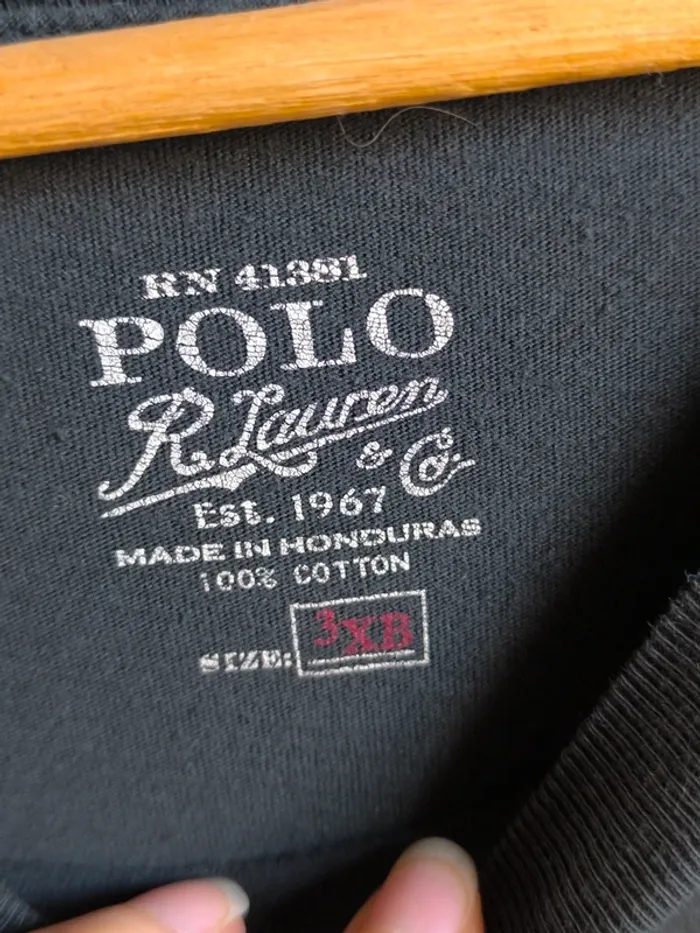 RN 41381
POLO
R Lauren
& Co.
Est. 1967
MADE IN HONDURAS
100% COTTON
SIZE: 3XB